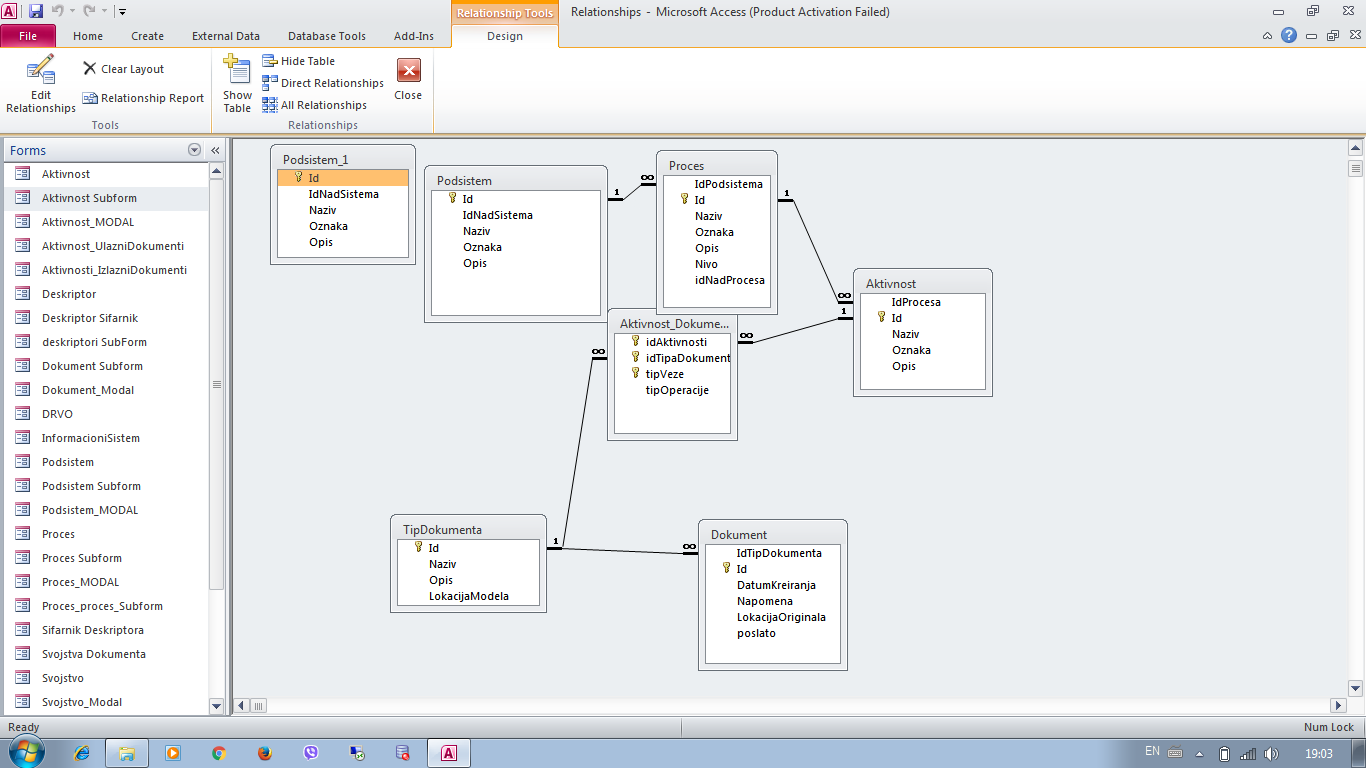 Relationship Tools
Relationships - Microsoft Access (Product Activation Failed)
File
Home
Create
External Data
Database Tools
Add-Ins
Design
Edit Relationships
Clear Layout
Relationship Report
Tools
Show Table
Hide Table
Direct Relationships
All Relationships
Close
Relationships
Forms
Aktivnost
Aktivnost Subform
Aktivnost_MODAL
Aktivnost_UlazniDokumenti
Aktivnosti_IzlazniDokumenti
Deskriptor
Deskriptor Sifarnik
deskriptori SubForm
Dokument Subform
Dokument_Modal
DRVO
InformacioniSistem
Podsistem
Podsistem Subform
Podsistem_MODAL
Proces
Proces Subform
Proces_MODAL
Proces_proces_Subform
Sifarnik Deskriptora
Svojstva Dokumenta
Svojstvo
Svojstvo_Modal
Podsistem_1
Id
IdNadSistema
Naziv
Oznaka
Opis
Podsistem
Id
IdNadSistema
Naziv
Oznaka
Opis
1
∞
Proces
IdPodsistema
Id
Naziv
Oznaka
Opis
Nivo
idNadProcesa
1
∞
1
Aktivnost
IdProcesa
Id
Naziv
Oznaka
Opis
Aktivnost_Dokume...
idAktivnosti
idTipaDokument
tipVeze
tipOperacije
∞
∞
TipDokumenta
Id
Naziv
Opis
LokacijaModela
1
∞
Dokument
IdTipDokumenta
Id
DatumKreiranja
Napomena
LokacijaOriginala
poslato
Ready
Num Lock
EN
19:03